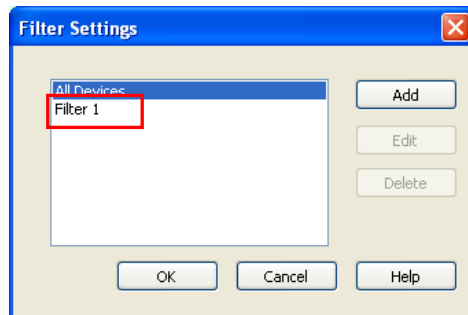 Filter Settings
All Devices
Filter 1
Add
Edit
Delete
OK
Cancel
Help